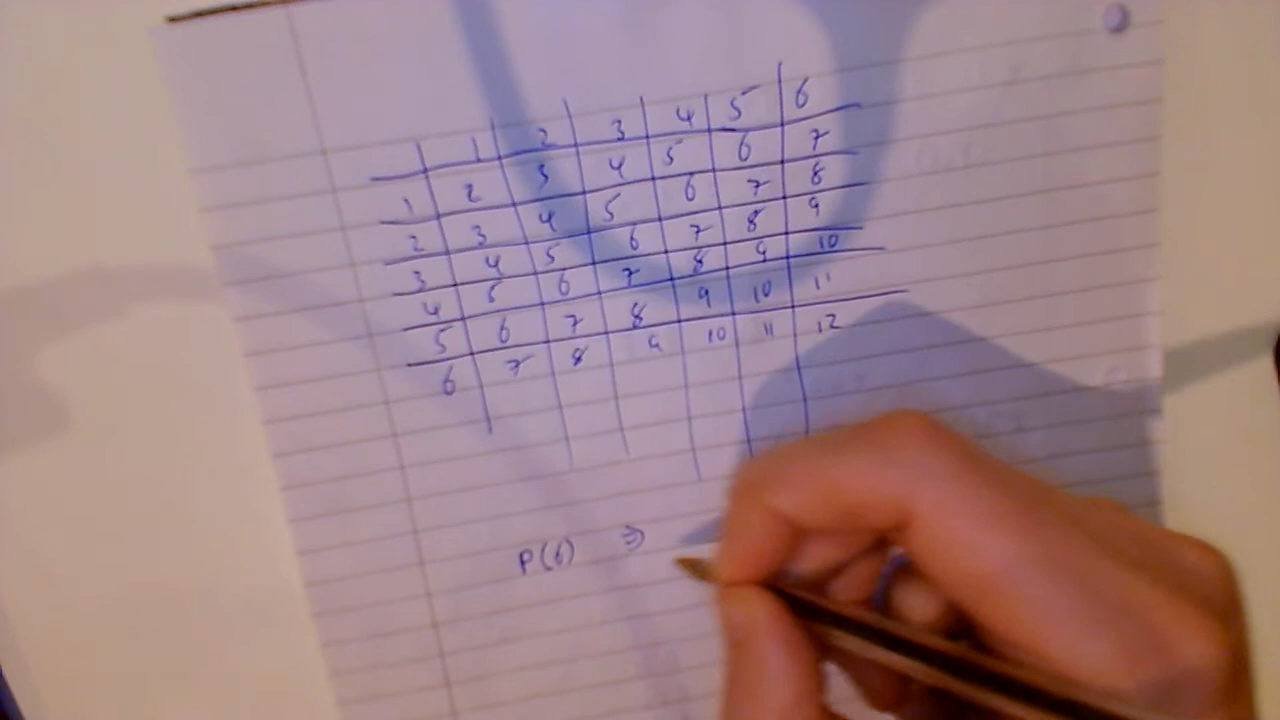 1 2 3 4 5 6
1 2 3 4 5 6 7
2 3 4 5 6 7 8
3 4 5 6 7 8 9
4 5 6 7 8 9 10
5 6 7 8 9 10 11
6 7 8 9 10 11 12
P(6) ⇒